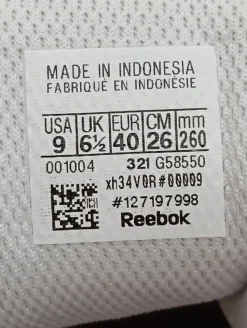 MADE IN INDONESIA
FABRIQUÉ EN INDONÉSIE
USA UK EUR CM mm
9 6½ 40 26 260
001004 32I G58550
xh34V0R#00009
#127197998
Reebok